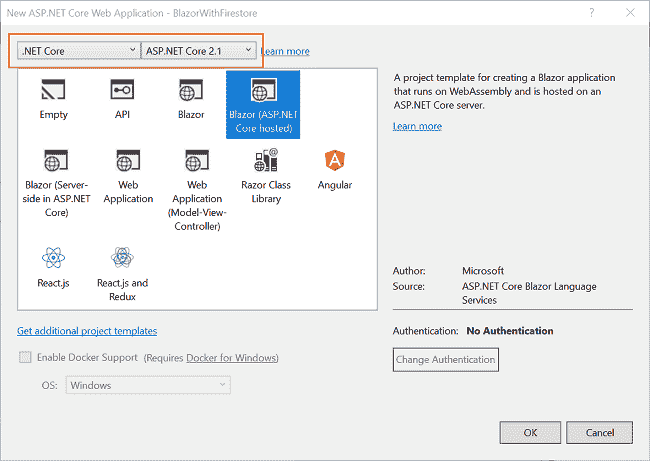 New ASP.NET Core Web Application - BlazorWithFirestore
.NET Core
ASP.NET Core 2.1
Learn more
Empty
API
Blazor
Blazor (ASP.NET
Core hosted)
Blazor (Server-
side in ASP.NET
Core)
Web
Application
Web
Application
(Model-View-
Controller)
Razor Class
Library
Angular
React.js
React.js and
Redux
A project template for creating a Blazor application
that runs on WebAssembly and is hosted on an
ASP.NET Core server.
Learn more
Author: Microsoft
Source: ASP.NET Core Blazor Language
Services
Authentication: No Authentication
Change Authentication
Get additional project templates
Enable Docker Support (Requires Docker for Windows)
OS: Windows
OK
Cancel